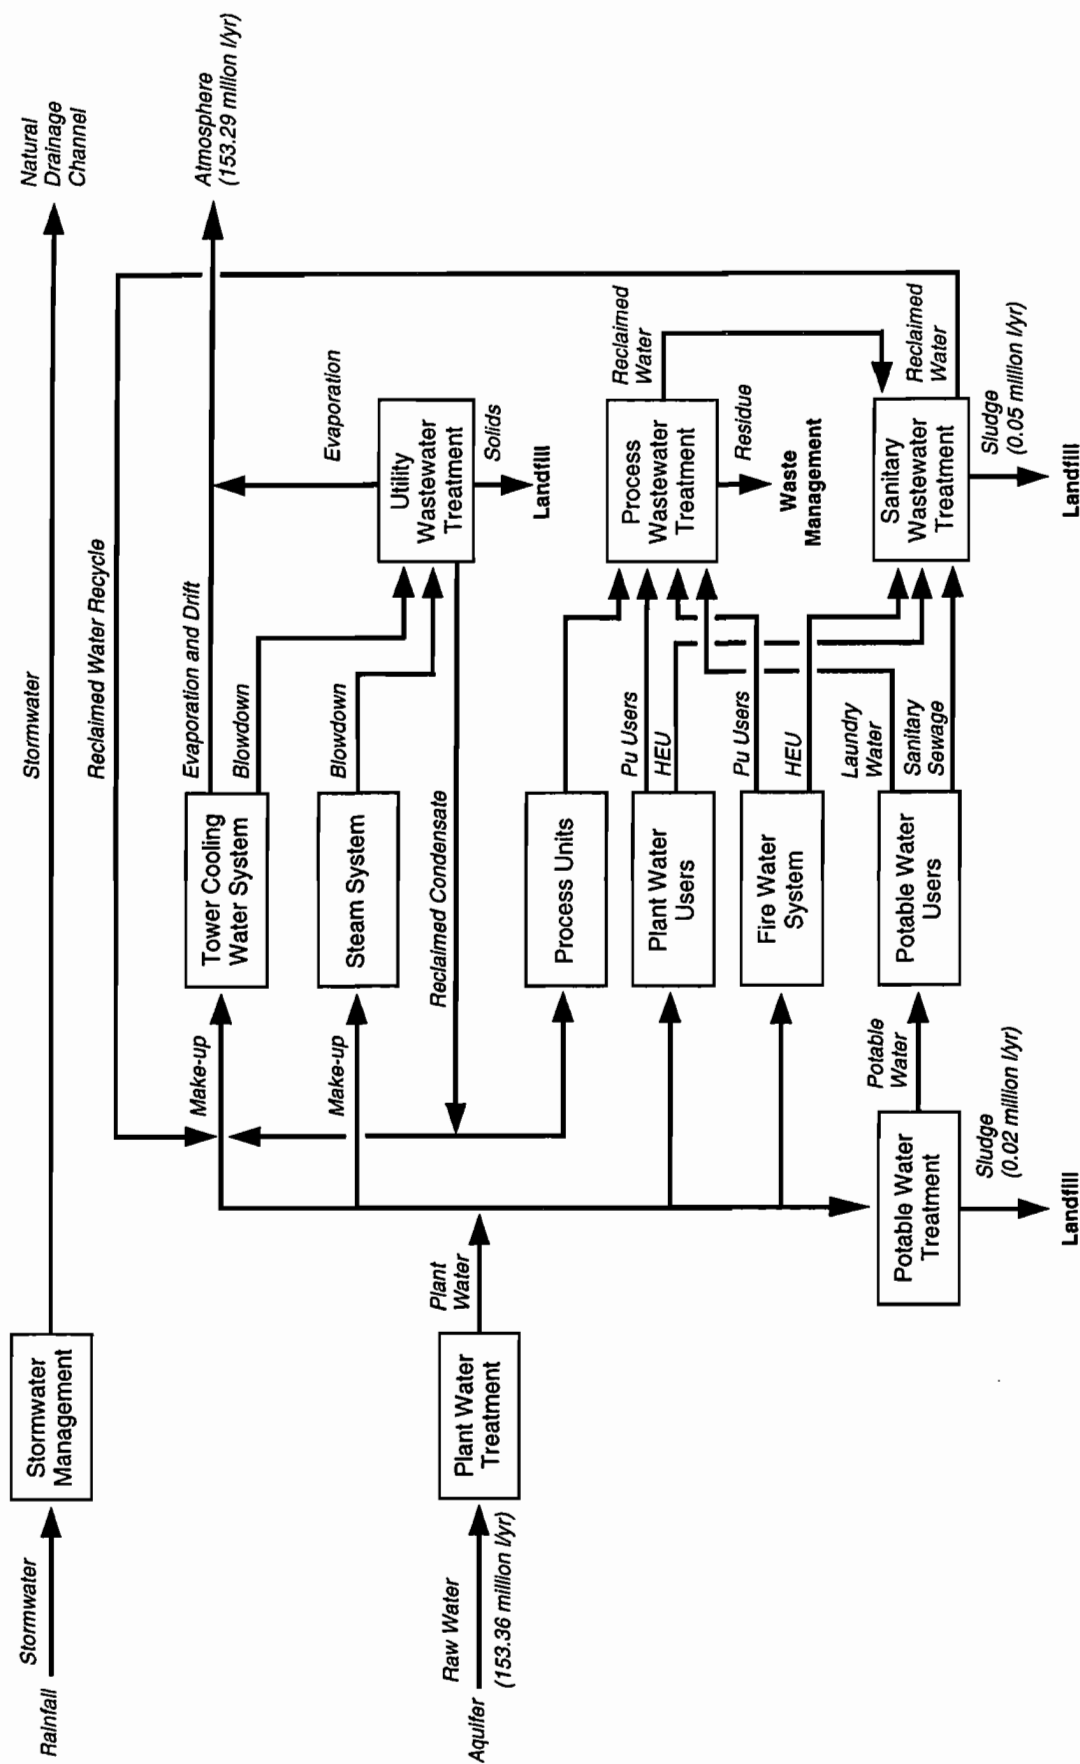 Rainfall
Stormwater
Stormwater
Management
Stormwater
Natural
Drainage
Channel
Reclaimed Water Recycle
Aquifer
Raw Water
(153.36 million l/yr)
Plant Water
Treatment
Plant
Water
Make-up
Tower Cooling
Water System
Evaporation and Drift
Blowdown
Atmosphere
(153.29 mllion l/yr)
Make-up
Steam System
Blowdown
Evaporation
Utility
Wastewater
Treatment
Solids
Landfill
Reclaimed Condensate
Process Units
Plant Water
Users
Pu Users
HEU
Fire Water
System
Pu Users
HEU
Process
Wastewater
Treatment
Reclaimed
Water
Residue
Waste
Management
Potable Water
Treatment
Potable
Water
Sludge
(0.02 million l/yr)
Landfill
Potable Water
Users
Laundry
Water
Sanitary
Sewage
Sanitary
Wastewater
Treatment
Reclaimed
Water
Sludge
(0.05 million l/yr)
Landfill